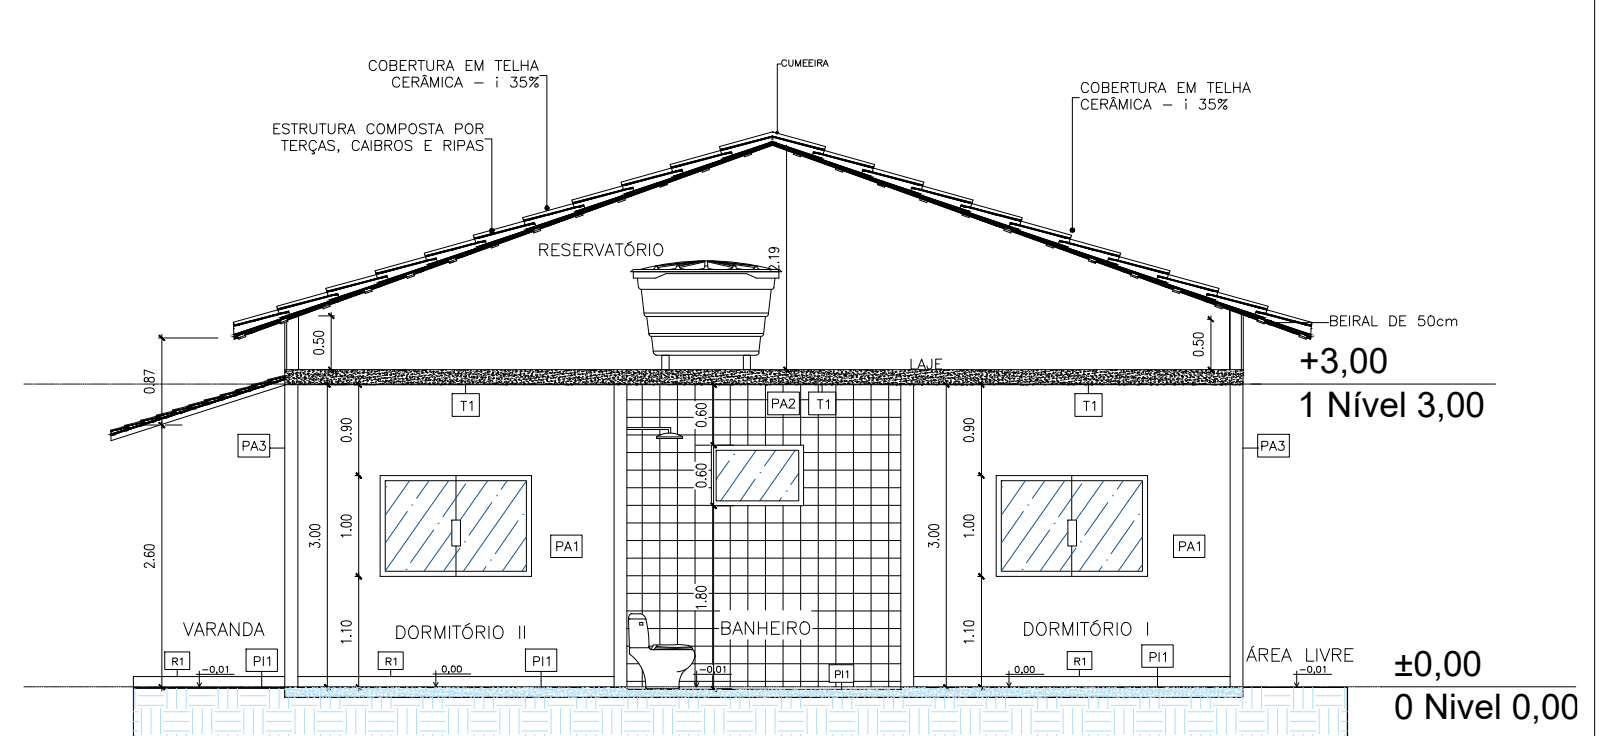 COBERTURA EM TELHA
CERÂMICA – i 35%
CUMEEIRA
COBERTURA EM TELHA
CERÂMICA – i 35%
ESTRUTURA COMPOSTA POR
TERÇAS, CAIBROS E RIPAS
RESERVATÓRIO
2.19
BEIRAL DE 50cm
0.50
0.50
LAJE
+3,00
1 Nível 3,00
0.87
T1
PA2
T1
T1
0.90
0.60
0.90
PA3
PA3
0.60
3.00
1.00
3.00
1.00
PA1
PA1
2.60
1.80
1.10
1.10
VARANDA
DORMITÓRIO II
BANHEIRO
DORMITÓRIO I
ÁREA LIVRE
R1
PI1
R1
PI1
R1
PI1
PI1
-0,01
0,00
-0,01
0,00
-0,01
±0,00
0 Nivel 0,00